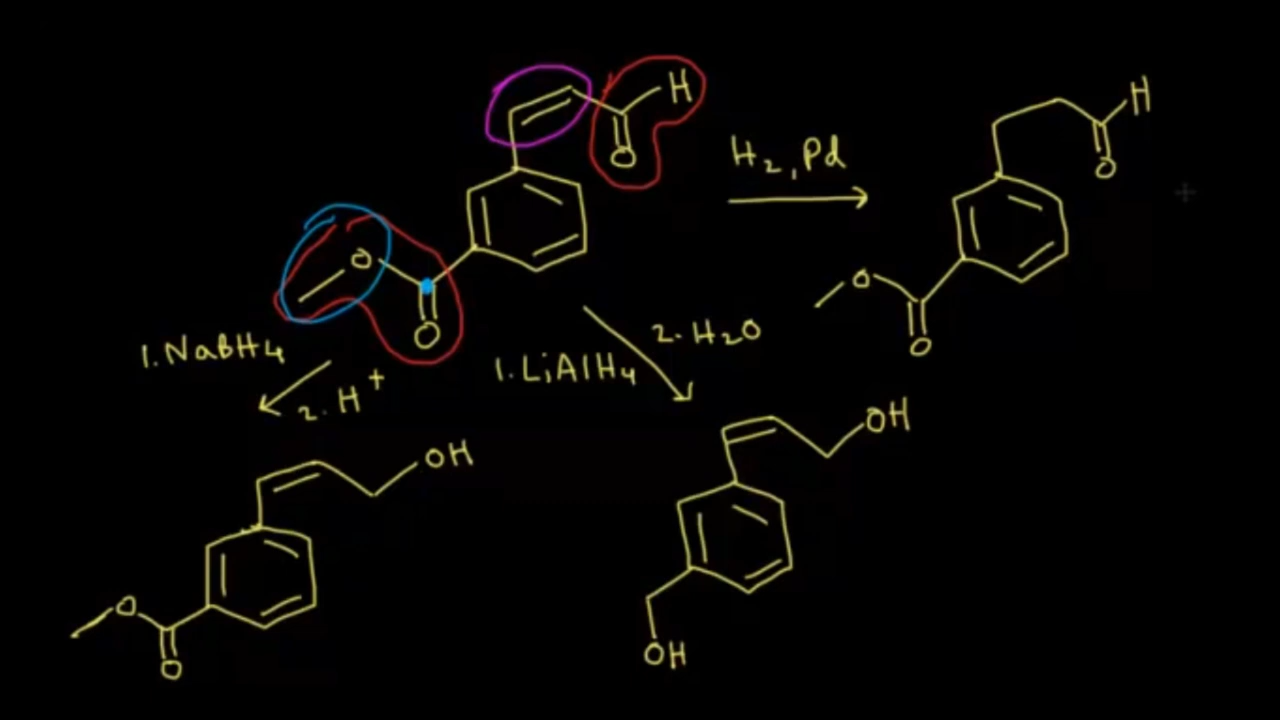 H
O
H₂, Pd
H
O
O
O
O
O
1. NaBH4
2. H+
1. LiAlH4
2. H₂O
OH
O
O
OH
OH